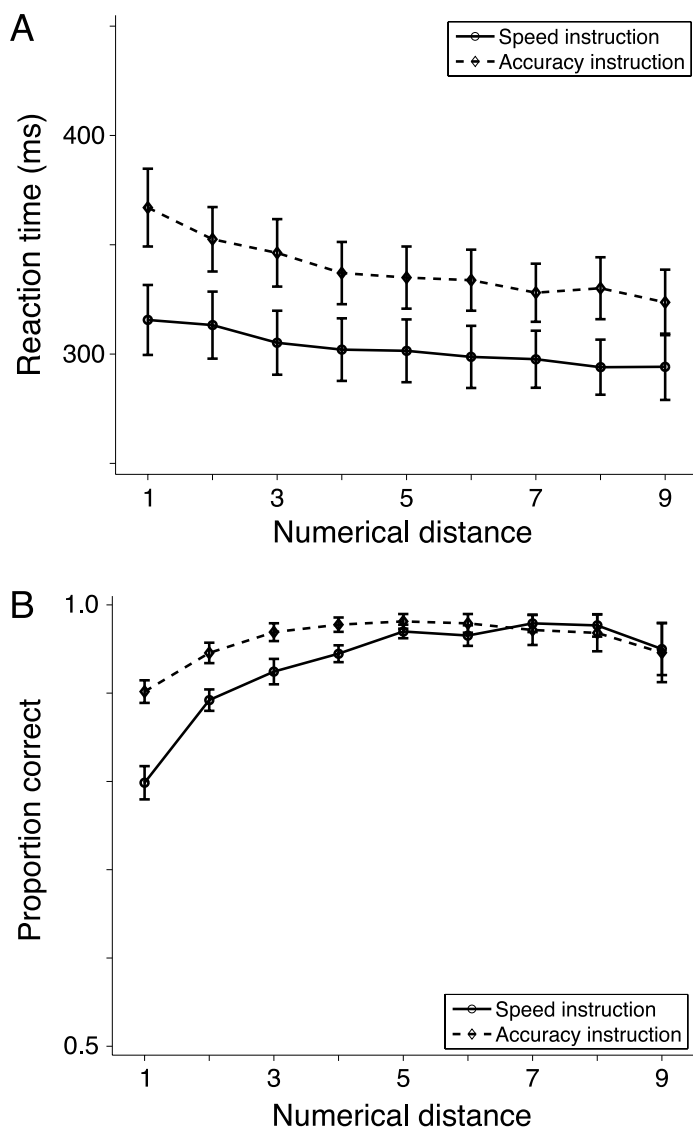 A
Speed instruction
Accuracy instruction
Reaction time (ms)
400
300
1 3 5 7 9
Numerical distance
B
1.0
Proportion correct
0.5
Speed instruction
Accuracy instruction
1 3 5 7 9
Numerical distance